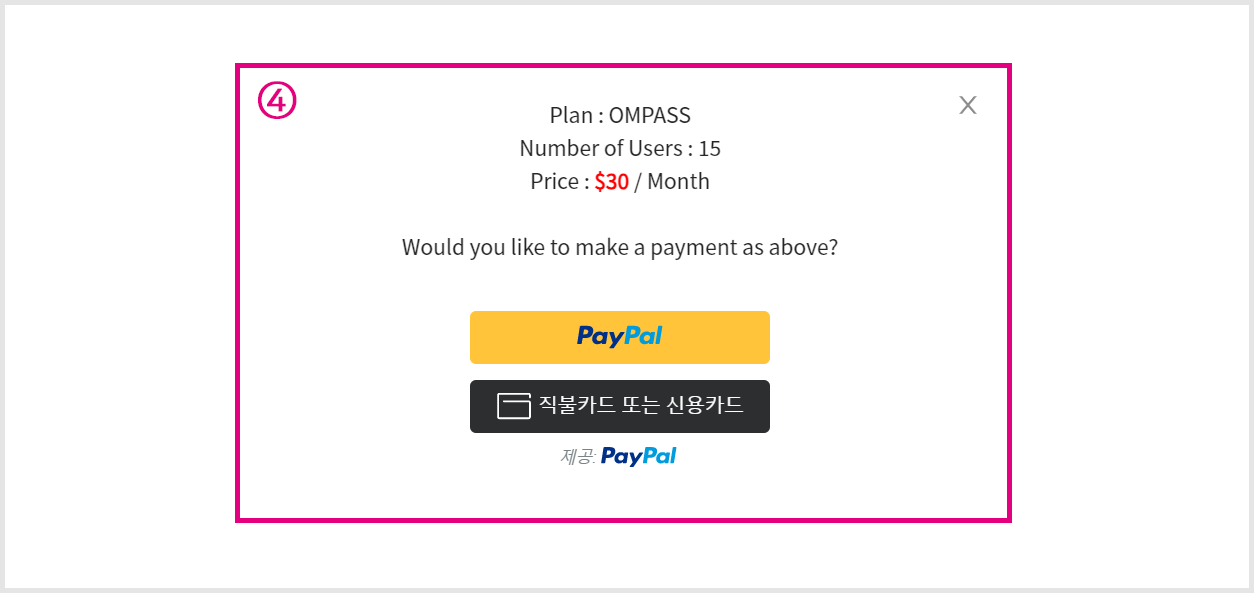 ④
Plan : OMPASS
X
Number of Users : 15
Price : $30 / Month
Would you like to make a payment as above?
PayPal
직불카드 또는 신용카드
제공: PayPal